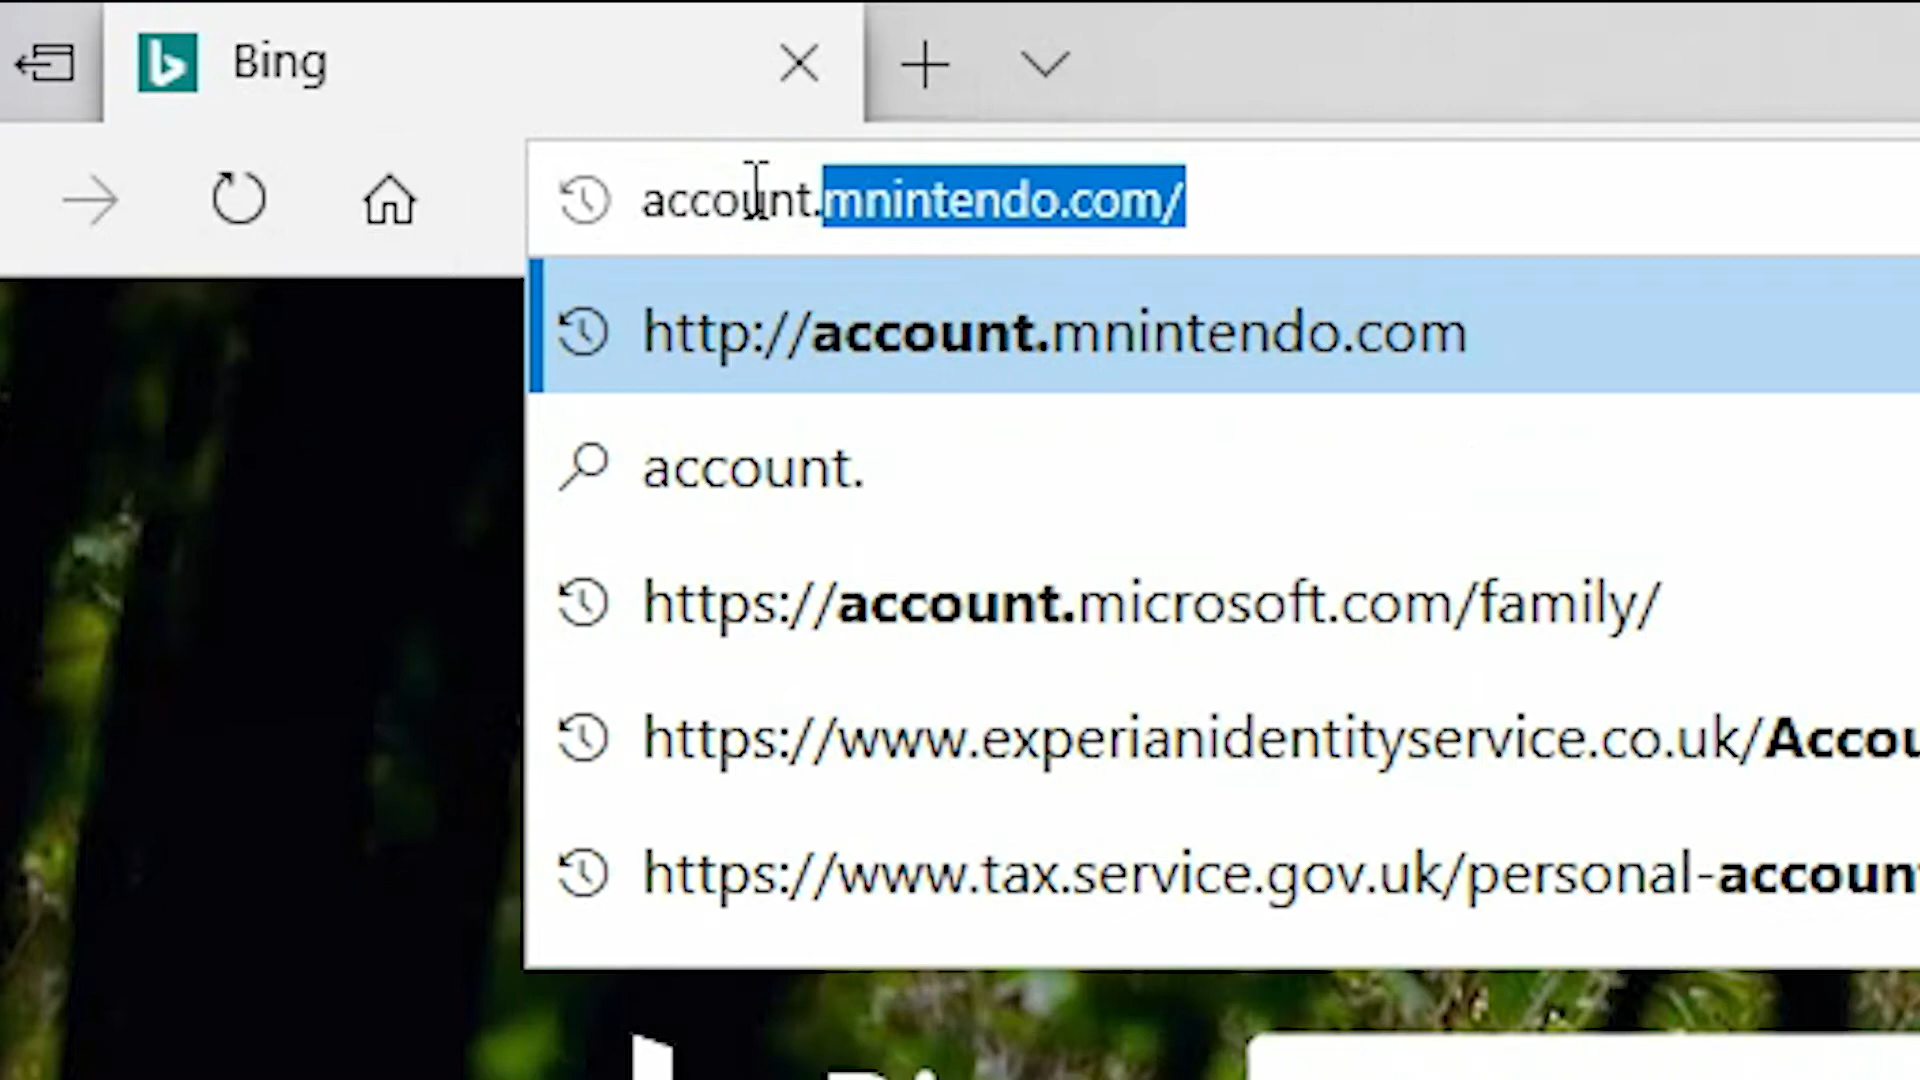 Bing
account.mnintendo.com/
http://account.mnintendo.com
account.
https://account.microsoft.com/family/
https://www.experianidentityservice.co.uk/Accou
https://www.tax.service.gov.uk/personal-account